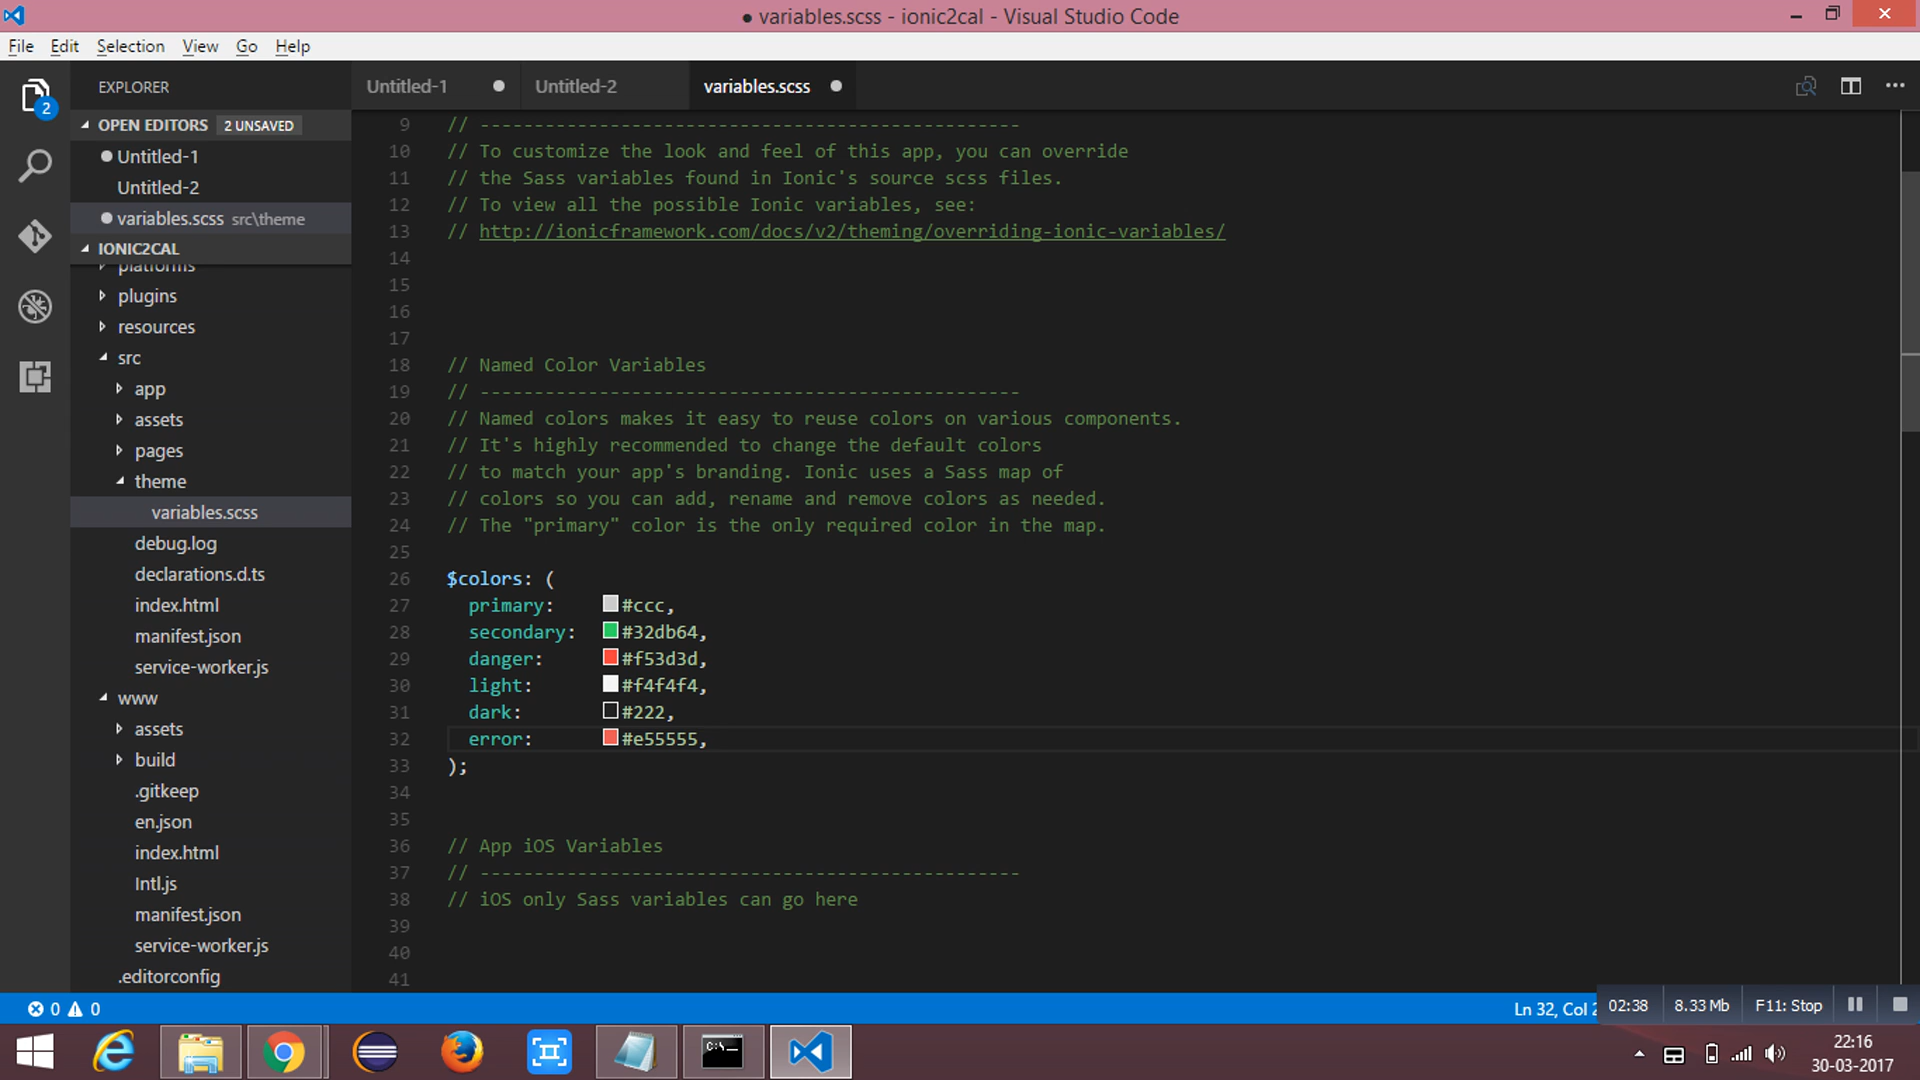 ● variables.scss - ionic2cal - Visual Studio Code
File Edit Selection View Go Help
EXPLORER
OPEN EDITORS 2 UNSAVED
Untitled-1
Untitled-2
variables.scss src\theme
IONIC2CAL
platforms
plugins
resources
src
app
assets
pages
theme
variables.scss
debug.log
declarations.d.ts
index.html
manifest.json
service-worker.js
www
assets
build
.gitkeep
en.json
index.html
Intl.js
manifest.json
service-worker.js
.editorconfig
2
Untitled-1 Untitled-2 variables.scss
9 // --------------------------------------------------
10 // To customize the look and feel of this app, you can override
11 // the Sass variables found in Ionic's source scss files.
12 // To view all the possible Ionic variables, see:
13 // http://ionicframework.com/docs/v2/theming/overriding-ionic-variables/
14
15
16
17
18 // Named Color Variables
19 // --------------------------------------------------
20 // Named colors makes it easy to reuse colors on various components.
21 // It's highly recommended to change the default colors
22 // to match your app's branding. Ionic uses a Sass map of
23 // colors so you can add, rename and remove colors as needed.
24 // The "primary" color is the only required color in the map.
25
26 $colors: (
27 primary: #ccc,
28 secondary: #32db64,
29 danger: #f53d3d,
30 light: #f4f4f4,
31 dark: #222,
32 error: #e55555,
33 );
34
35
36 // App iOS Variables
37 // --------------------------------------------------
38 // iOS only Sass variables can go here
39
40
41
0 0
Ln 32, Col
02:38 8.33 Mb F11: Stop
22:16
30-03-2017